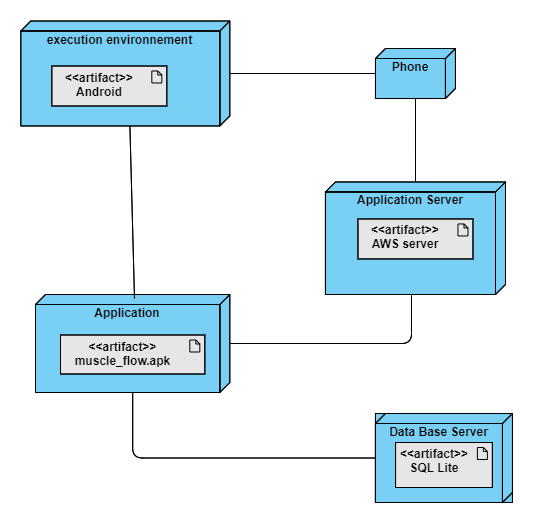 execution environnement
<<artifact>>
Android
Phone
Application Server
<<artifact>>
AWS server
Application
<<artifact>>
muscle_flow.apk
Data Base Server
<<artifact>>
SQL Lite